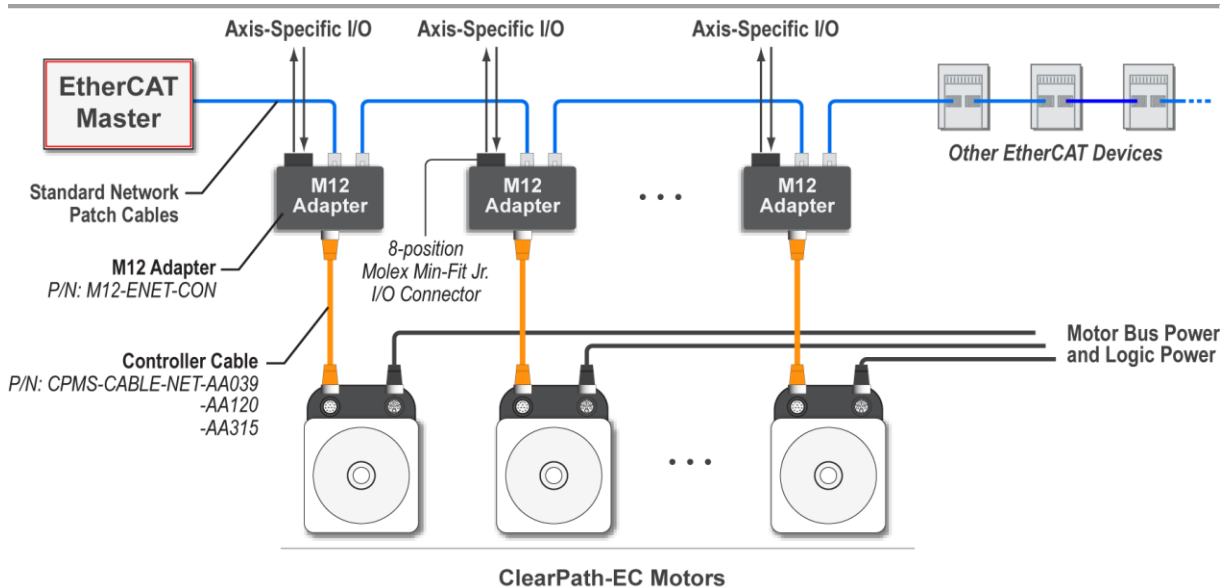 Axis-Specific I/O
Axis-Specific I/O
Axis-Specific I/O
EtherCAT
Master
Other EtherCAT Devices
Standard Network
Patch Cables
M12
Adapter
M12
Adapter
M12
Adapter
• • •
M12 Adapter
P/N: M12-ENET-CON
8-position
Molex Min-Fit Jr.
I/O Connector
Motor Bus Power
and Logic Power
Controller Cable
P/N: CPMS-CABLE-NET-AA039
-AA120
-AA315
• • •
ClearPath-EC Motors